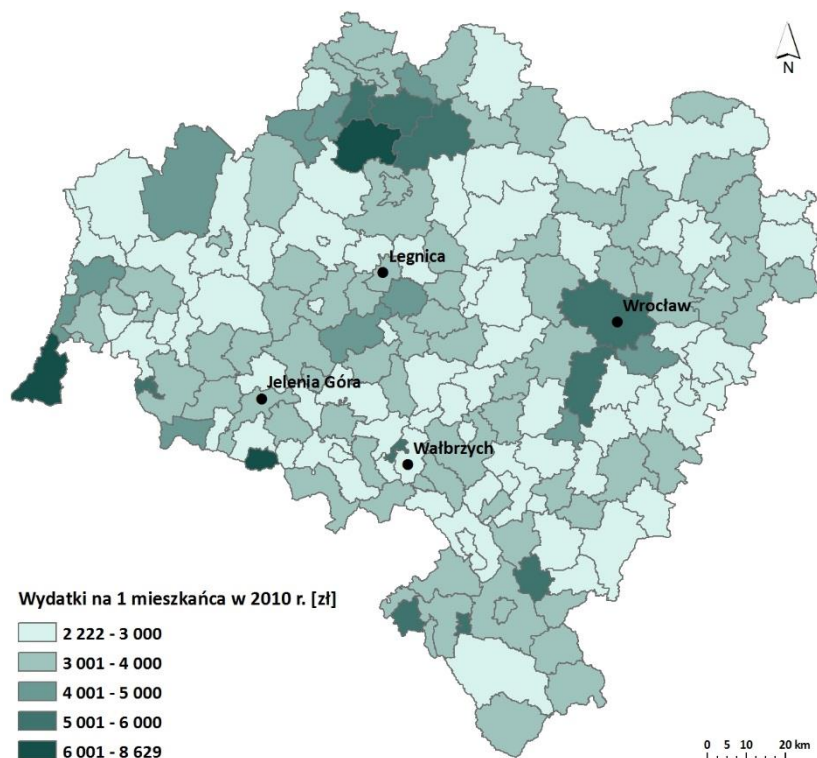 N
Legnica
Wrocław
Jelenia Góra
Wałbrzych
Wydatki na 1 mieszkańca w 2010 r. [zł]
2 222 - 3 000
3 001 - 4 000
4 001 - 5 000
5 001 - 6 000
6 001 - 8 629
0 5 10 20 km